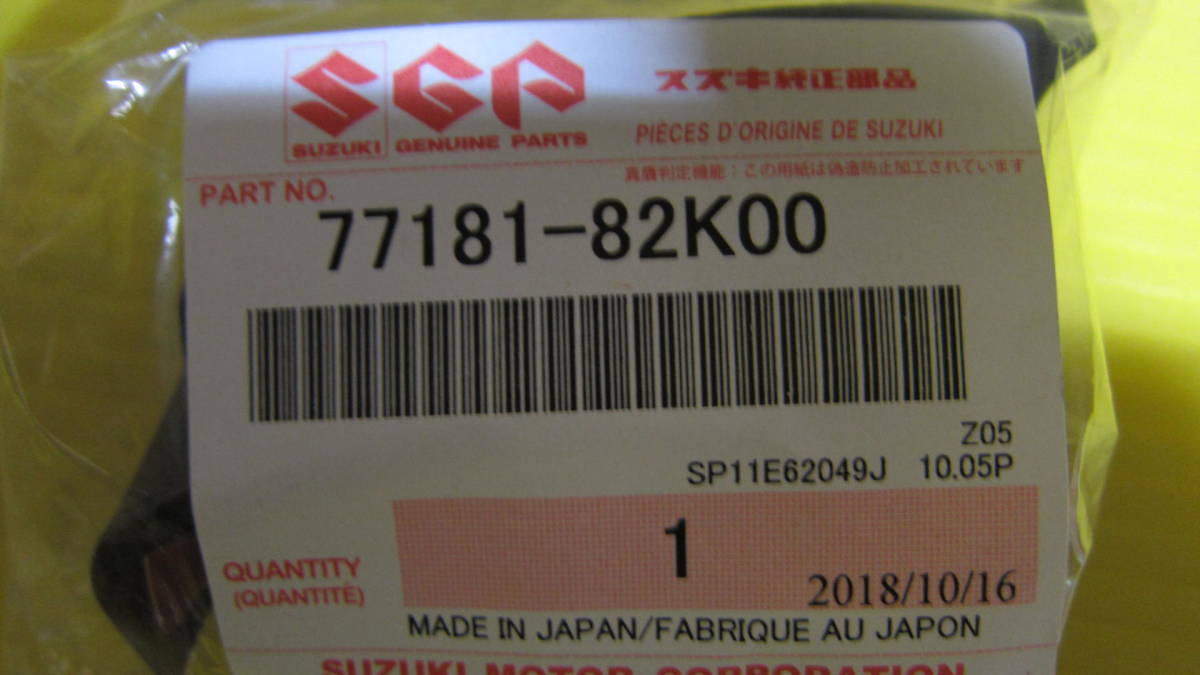 SGP
スズキ純正部品
SUZUKI
GENUINE PARTS
PIÈCES D'ORIGINE DE SUZUKI
真贋判定機能：この用紙は偽造防止加工されています
PART NO.
77181-82K00
Z05
SP11E62049J 10.05P
1
QUANTITY
(QUANTITÉ)
2018/10/16
MADE IN JAPAN/FABRIQUE AU JAPON
SUZUKI MOTOR CORPORATION